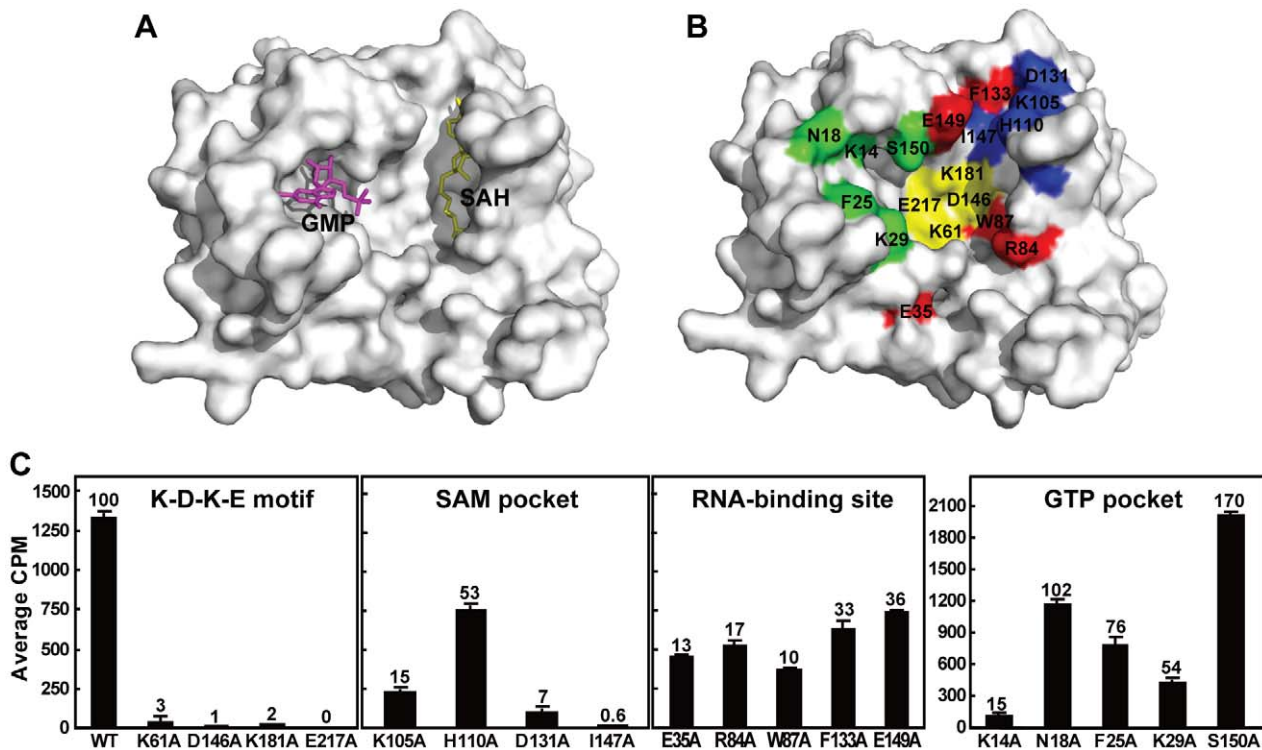 A
GMP
SAH
B
D131
F133
K105
E149
H110
I147
N18
S150
K14
K181
F25
D146
E217
W87
K29
K61
R84
E35
C
Average CPM
K-D-K-E motif
1500
1250
1000
750
500
250
0
100
3
1
2
0
WT K61A D146A K181A E217A
SAM pocket
15
53
7
0.6
K105A H110A D131A I147A
RNA-binding site
13
17
10
33
36
E35A R84A W87A F133A E149A
GTP pocket
2100
1800
1500
1200
900
600
300
0
15
102
76
54
170
K14A N18A F25A K29A S150A